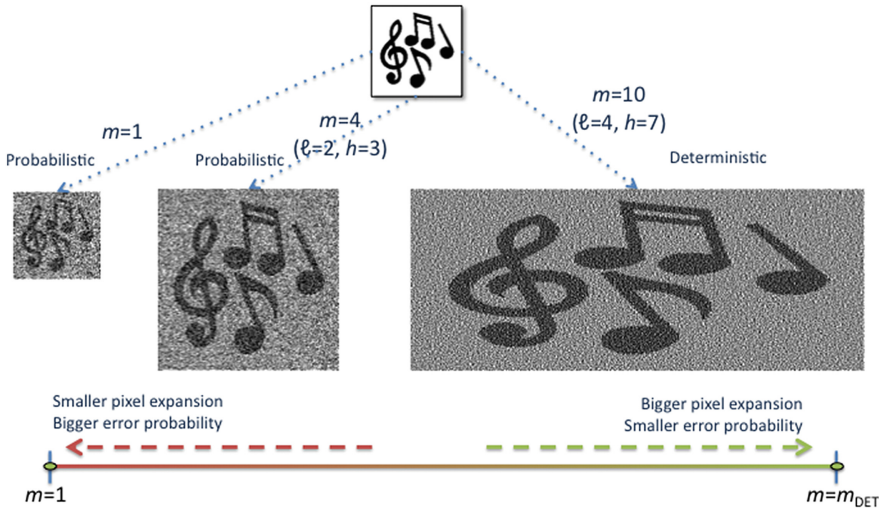 m=1
m=4
(ℓ=2, h=3)
m=10
(ℓ=4, h=7)
Probabilistic
Probabilistic
Deterministic
Smaller pixel expansion
Bigger error probability
Bigger pixel expansion
Smaller error probability
m=1
m=mDET